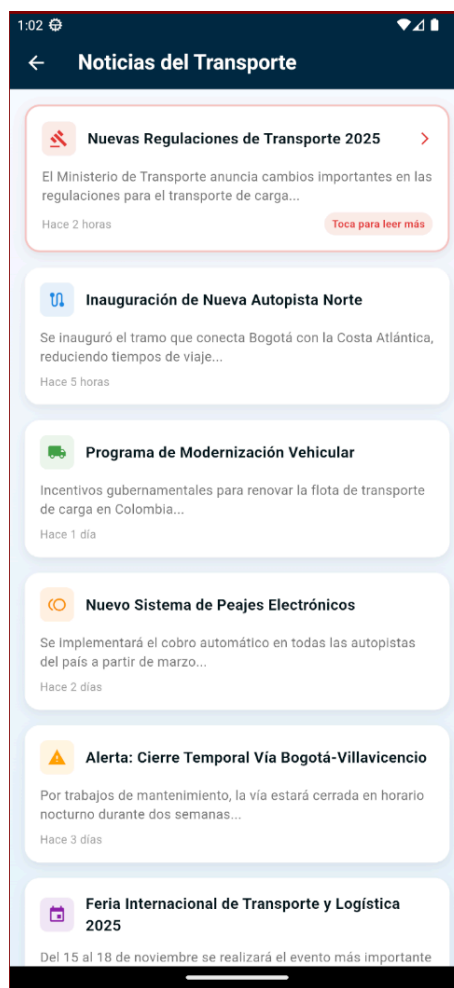 1:02
Noticias del Transporte
Nuevas Regulaciones de Transporte 2025
El Ministerio de Transporte anuncia cambios importantes en las
regulaciones para el transporte de carga...
Hace 2 horas
Toca para leer más
Inauguración de Nueva Autopista Norte
Se inauguró el tramo que conecta Bogotá con la Costa Atlántica,
reduciendo tiempos de viaje...
Hace 5 horas
Programa de Modernización Vehicular
Incentivos gubernamentales para renovar la flota de transporte
de carga en Colombia...
Hace 1 día
Nuevo Sistema de Peajes Electrónicos
Se implementará el cobro automático en todas las autopistas
del país a partir de marzo...
Hace 2 días
Alerta: Cierre Temporal Vía Bogotá-Villavicencio
Por trabajos de mantenimiento, la vía estará cerrada en horario
nocturno durante dos semanas...
Hace 3 días
Feria Internacional de Transporte y Logística
2025
Del 15 al 18 de noviembre se realizará el evento más importante